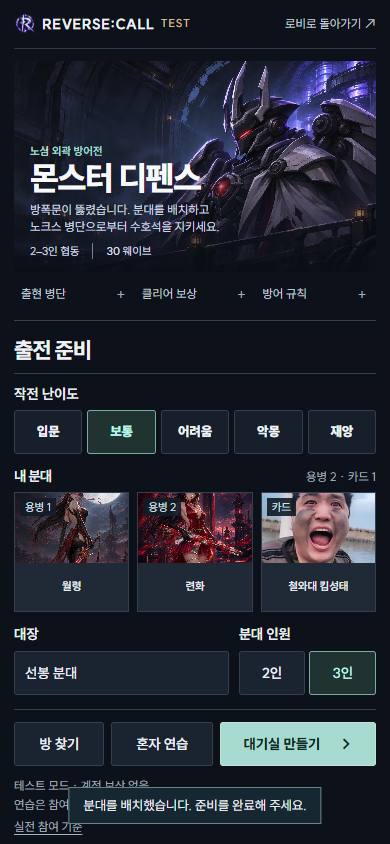 REVERSE:CALL TEST
로비로 돌아가기 ↗
노셤 외곽 방어전
몬스터 디펜스
방폭문이 뚫렸습니다. 분대를 배치하고
노크스 병단으로부터 수호석을 지키세요.
2–3인 협동
30 웨이브
출현 병단 +
클리어 보상 +
방어 규칙 +
출전 준비
작전 난이도
입문
보통
어려움
악몽
재앙
내 분대
용병 2 · 카드 1
용병 1
용병 2
카드
월령
련화
철와대 킴성태
대장
분대 인원
선봉 분대
2인
3인
방 찾기
혼자 연습
대기실 만들기 >
테스트 모드 · 계정 보상 없음
연습은 참여
분대를 배치했습니다. 준비를 완료해 주세요.
실전 참여 기준